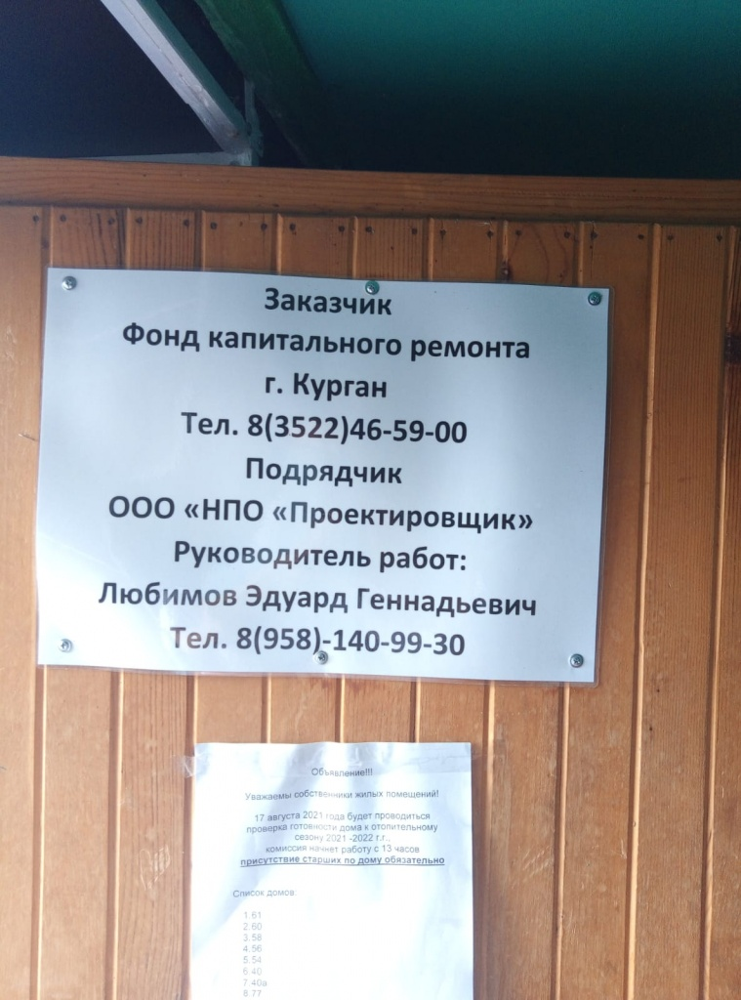 Заказчик
Фонд капитального ремонта
г. Курган
Тел. 8(3522)46-59-00
Подрядчик
ООО «НПО «Проектировщик»
Руководитель работ:
Любимов Эдуард Геннадьевич
Тел. 8(958)-140-99-30
Объявление!!!
Уважаемы собственники жилых помещений!
17 августа 2021 года будет проводиться
проверка готовности дома к отопительному
сезону 2021 -2022 г.г..
комиссия начнет работу с 13 часов
присутствие старших по дому обязательно
Список домов:
1.61
2.60
3.58
4.56
5.54
6.40
7.40а
8.77